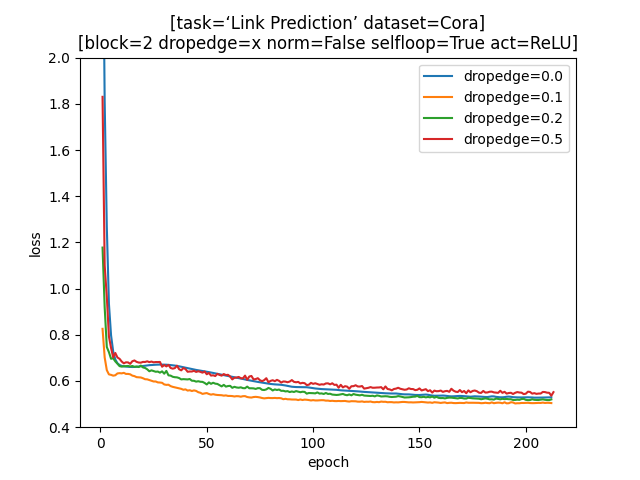 [task=‘Link Prediction’ dataset=Cora]
[block=2 dropedge=x norm=False selfloop=True act=ReLU]
2.0
1.8
1.6
1.4
1.2
1.0
0.8
0.6
0.4
loss
dropedge=0.0
dropedge=0.1
dropedge=0.2
dropedge=0.5
0 50 100 150 200
epoch